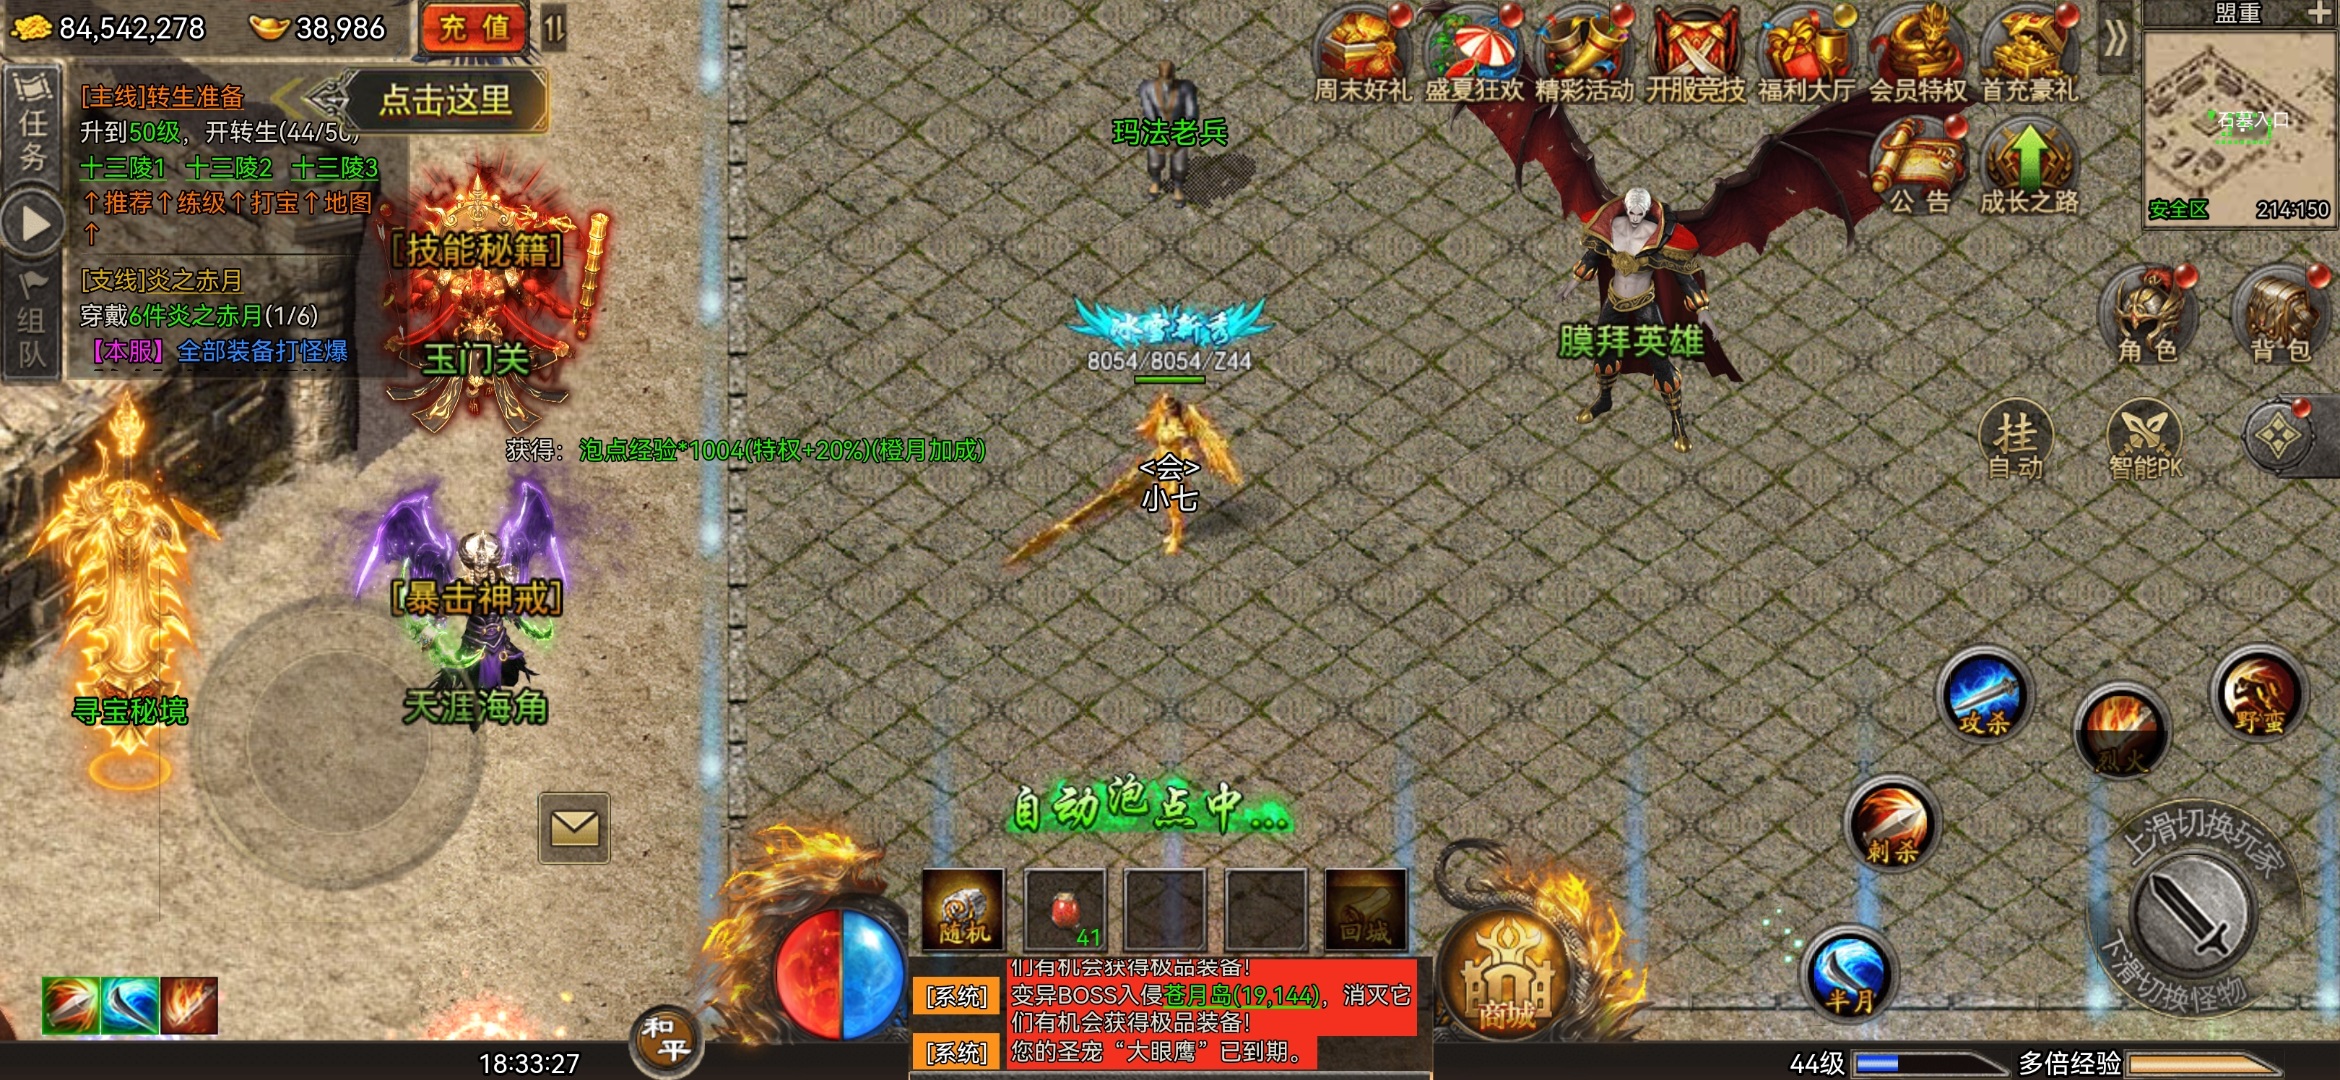 84,542,278
38,986
充值
周末好礼
盛夏狂欢
精彩活动
开服竞技
福利大厅
会员特权
首充豪礼
盟重
石墓入口
安全区
214:150
公告
成长之路
任务
组队
[主线]转生准备
升到50级，开转生(44/50)
十三陵1 十三陵2 十三陵3
↑推荐↑练级↑打宝↑地图
↑
[支线]炎之赤月
穿戴6件炎之赤月(1/6)
【本服】全部装备打怪爆
点击这里
[技能秘籍]
玉门关
玛法老兵
冰雪新秀
8054/8054/Z44
<会>
小七
膜拜英雄
角色
背包
自动
挂
智能PK
获得：泡点经验*1004(特权+20%)(橙月加成)
[暴击神戒]
天涯海角
寻宝秘境
自动泡点中...
攻杀
烈火
野蛮
刺杀
半月
上滑切换玩家
下滑切换怪物
随机
41
回城
商城
和平
们有机会获得极品装备!
[系统] 变异BOSS入侵苍月岛(19,144)，消灭它
们有机会获得极品装备!
[系统] 您的圣宠“大眼鹰”已到期。
18:33:27
44级
多倍经验